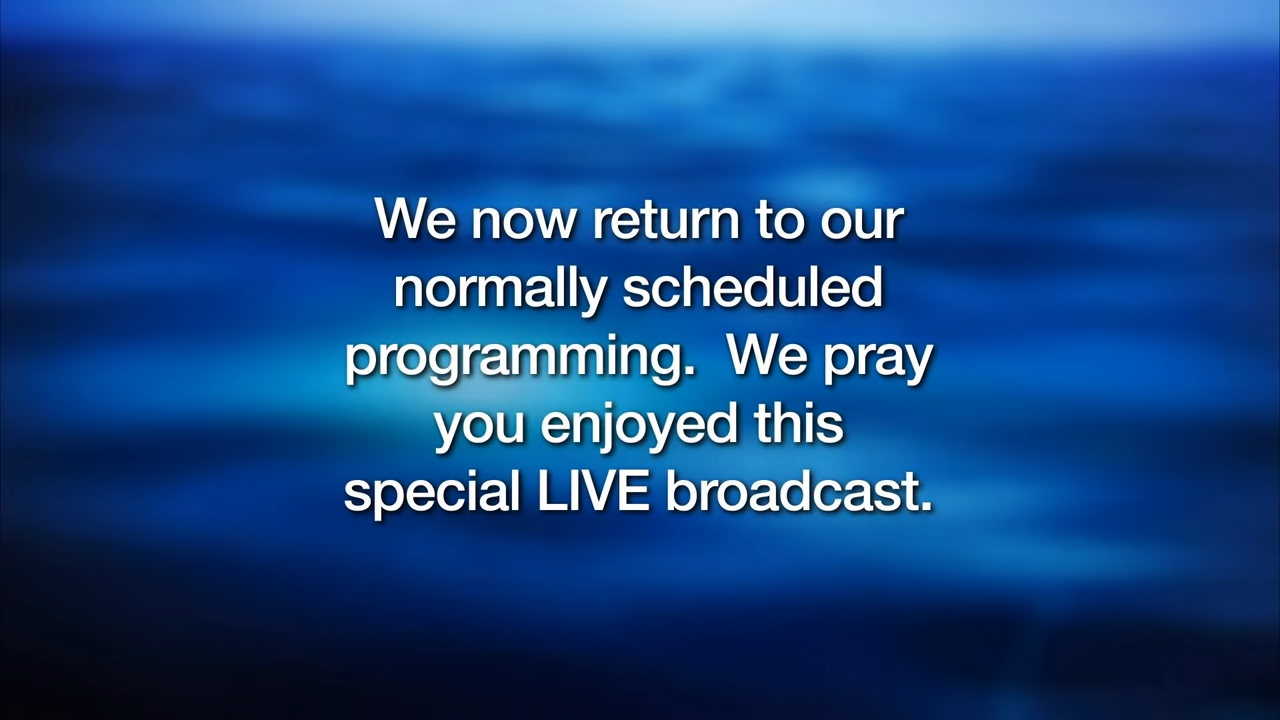 We now return to our
normally scheduled
programming.  We pray
you enjoyed this
special LIVE broadcast.